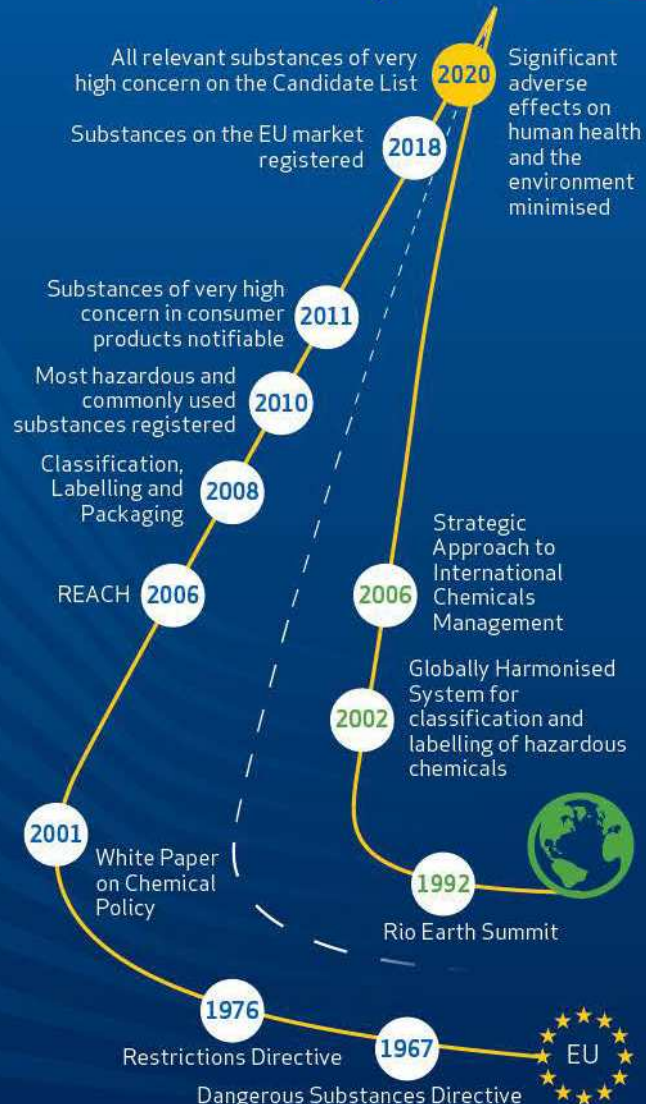 All relevant substances of very
high concern on the Candidate List
2020
Significant
adverse
effects on
human health
and the
environment
minimised
Substances on the EU market
registered
2018
Substances of very high
concern in consumer
products notifiable
2011
Most hazardous and
commonly used
substances registered
2010
Classification,
Labelling and
Packaging
2008
REACH
2006
Strategic
Approach to
International
Chemicals
Management
2006
Globally Harmonised
System for
classification and
labelling of hazardous
chemicals
2002
2001
White Paper
on Chemical
Policy
1992
Rio Earth Summit
1976
Restrictions Directive
1967
Dangerous Substances Directive
EU